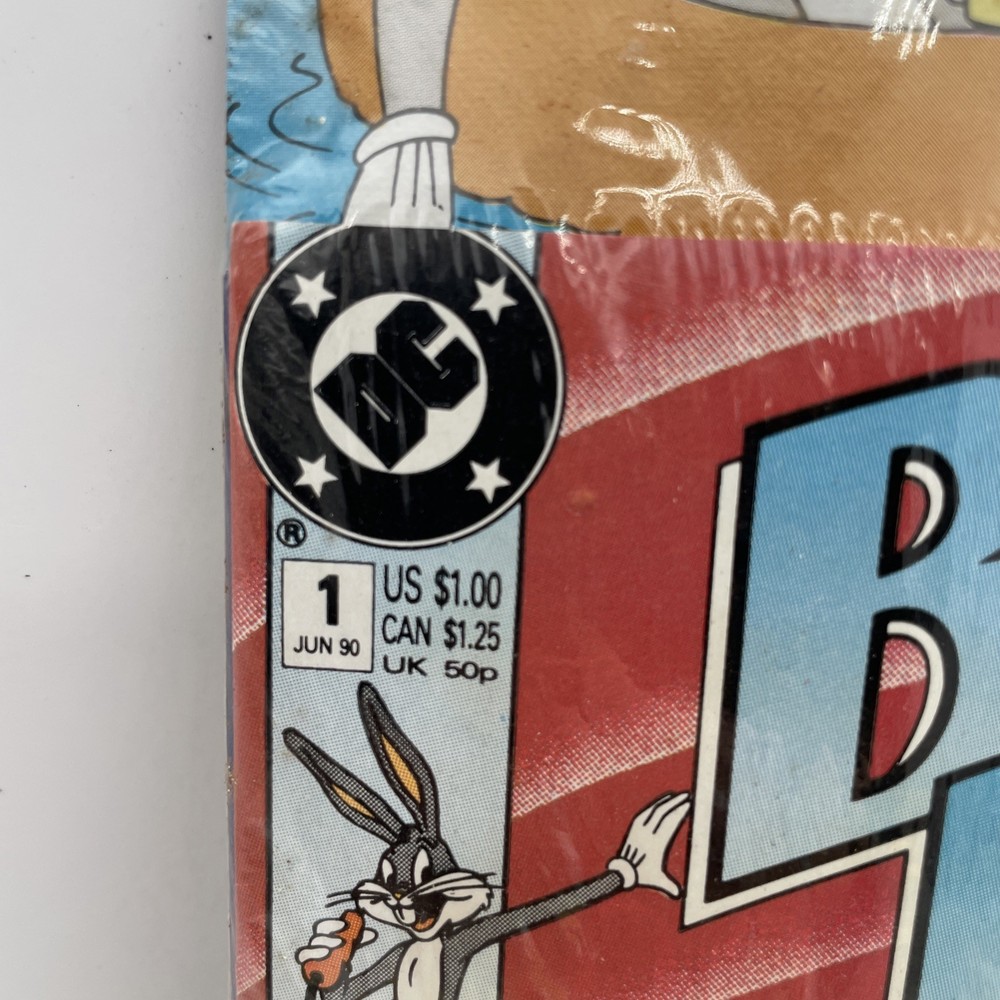 DC
®
1
JUN 90
US $1.00
CAN $1.25
UK 50p
B